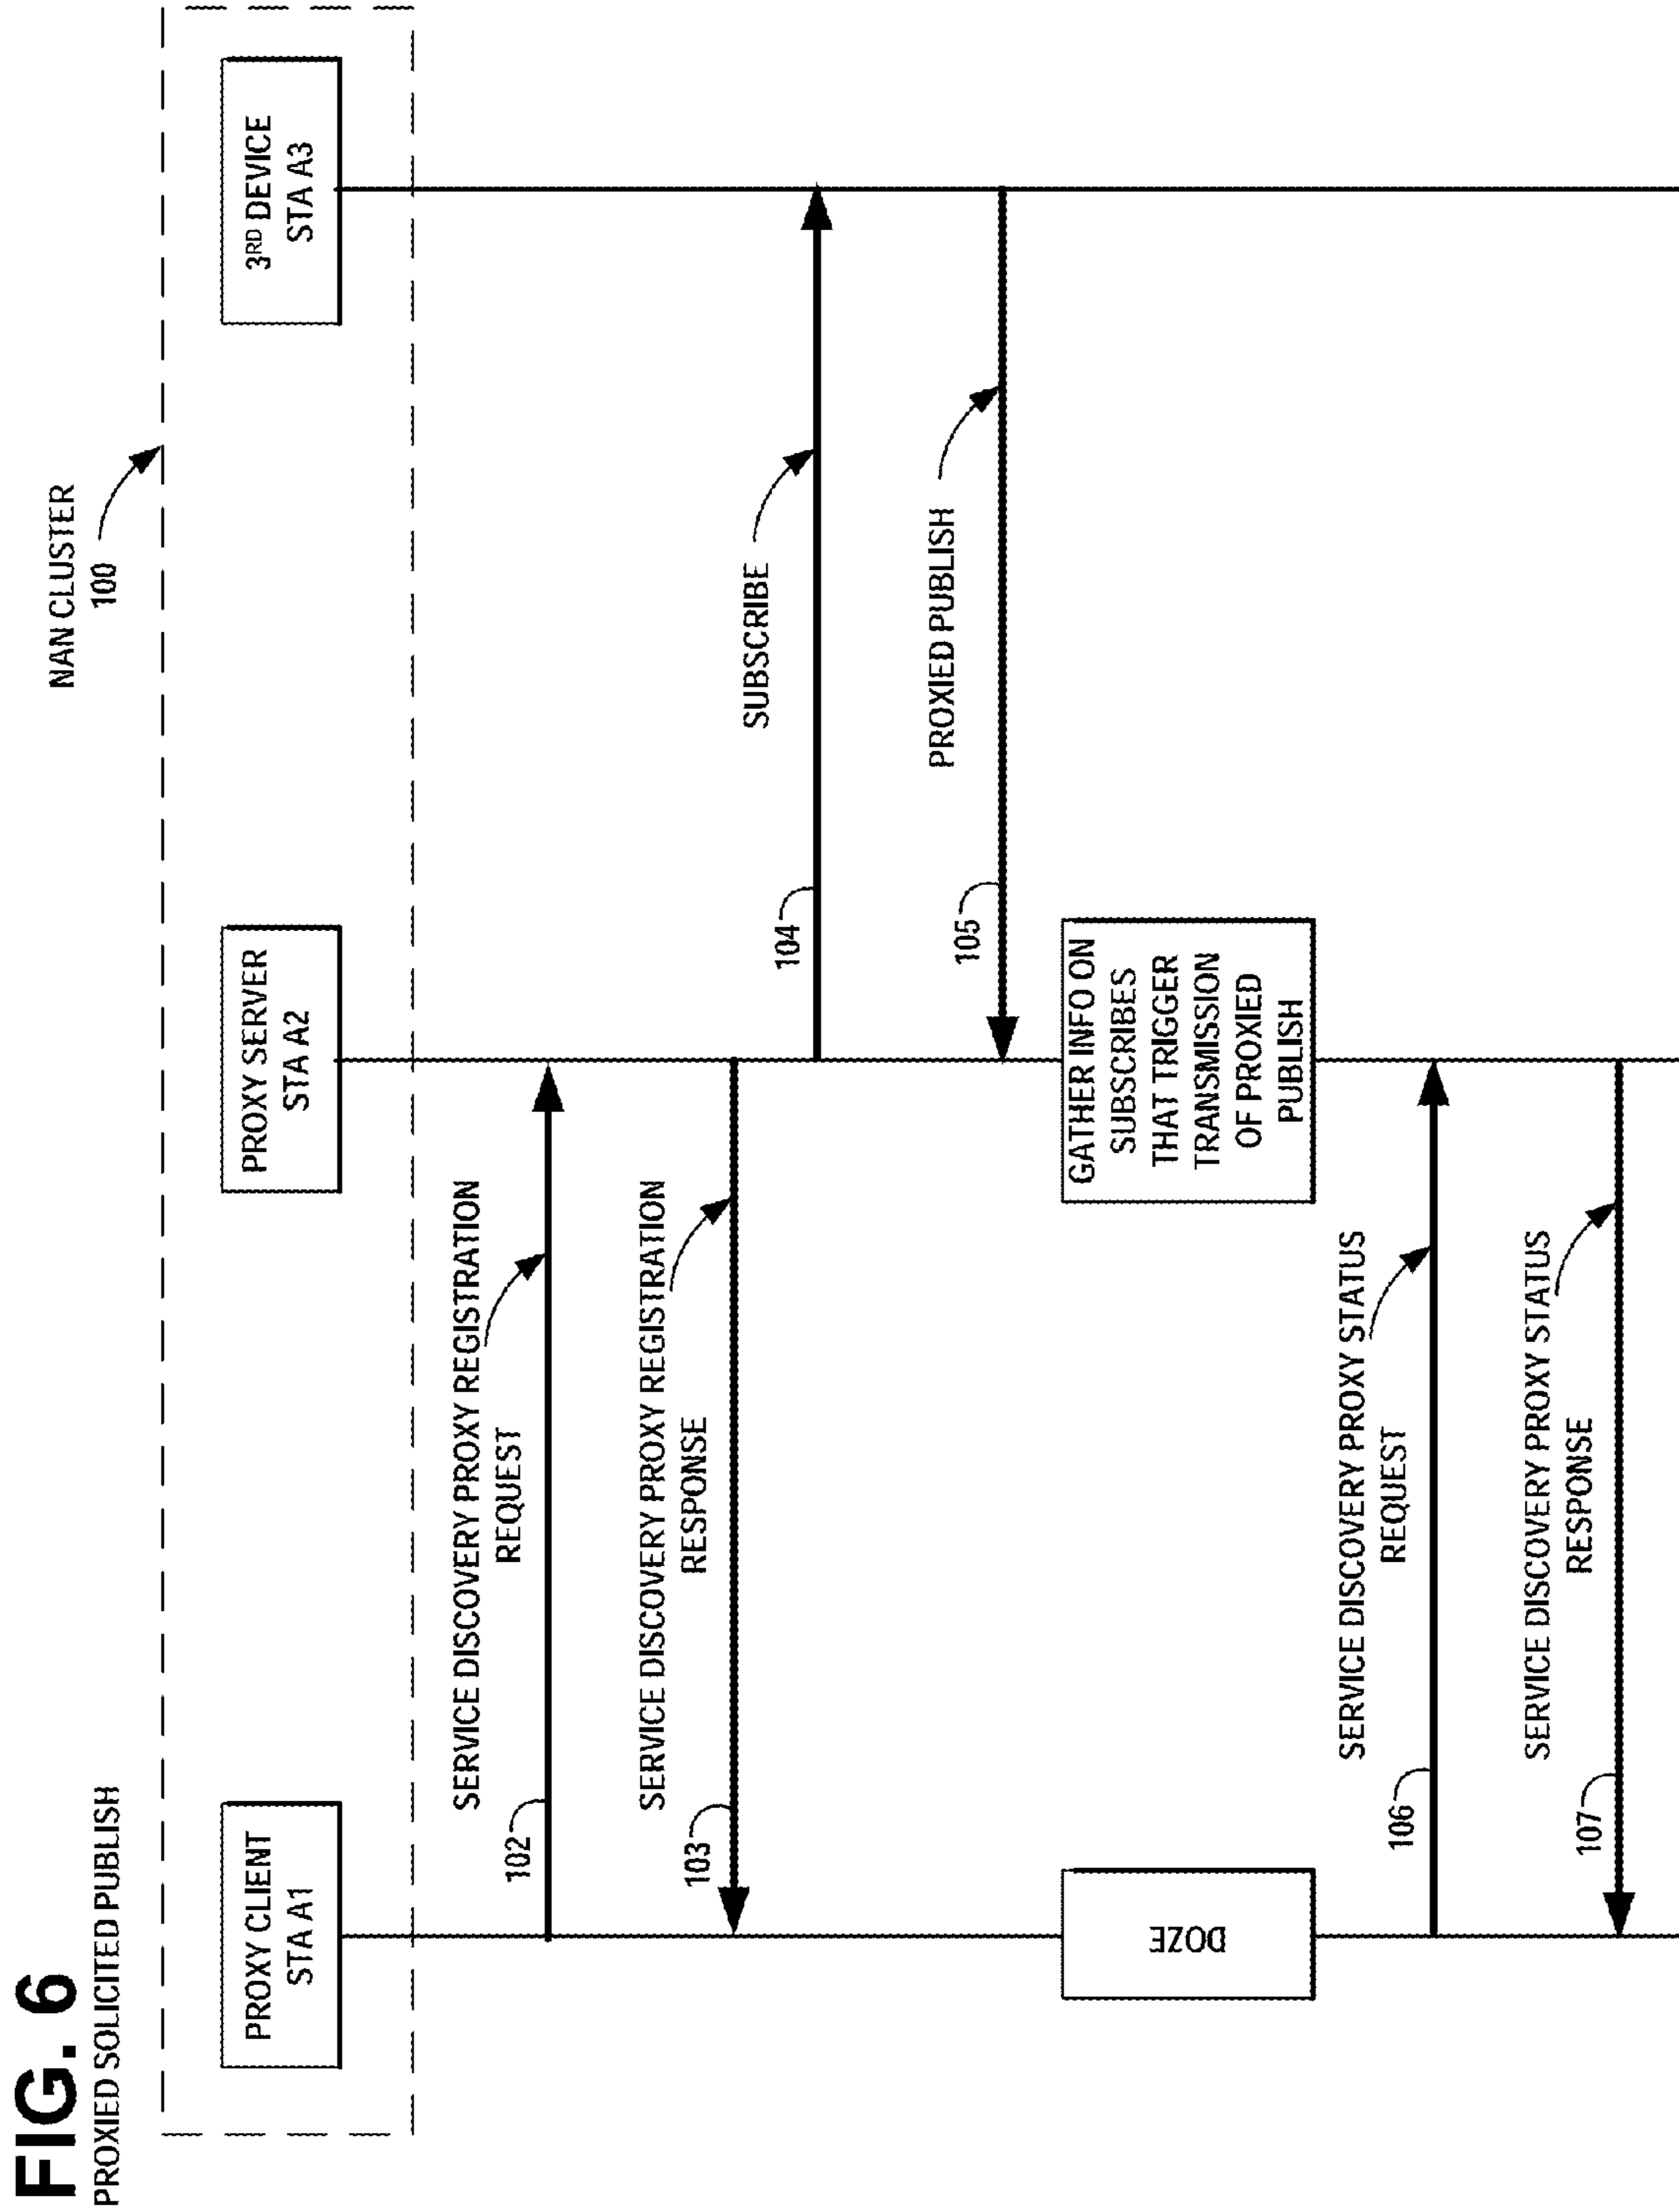 FIG. 6
PROXIED SOLICITED PUBLISH
NAN CLUSTER
100
PROXY CLIENT
STA A1
PROXY SERVER
STA A2
3RD DEVICE
STA A3
SERVICE DISCOVERY PROXY REGISTRATION
REQUEST
102
SERVICE DISCOVERY PROXY REGISTRATION
RESPONSE
103
SUBSCRIBE
104
PROXIED PUBLISH
105
DOZE
GATHER INFO ON
SUBSCRIBES
THAT TRIGGER
TRANSMISSION
OF PROXIED
PUBLISH
SERVICE DISCOVERY PROXY STATUS
REQUEST
106
SERVICE DISCOVERY PROXY STATUS
RESPONSE
107